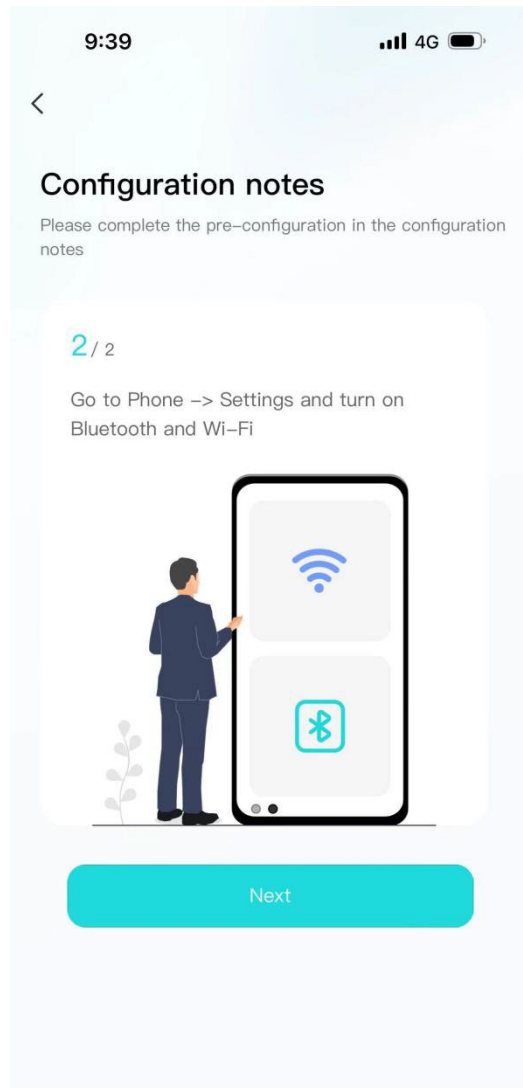 9:39
4G
Configuration notes
Please complete the pre-configuration in the configuration
notes
2 / 2
Go to Phone -> Settings and turn on
Bluetooth and Wi-Fi
Next